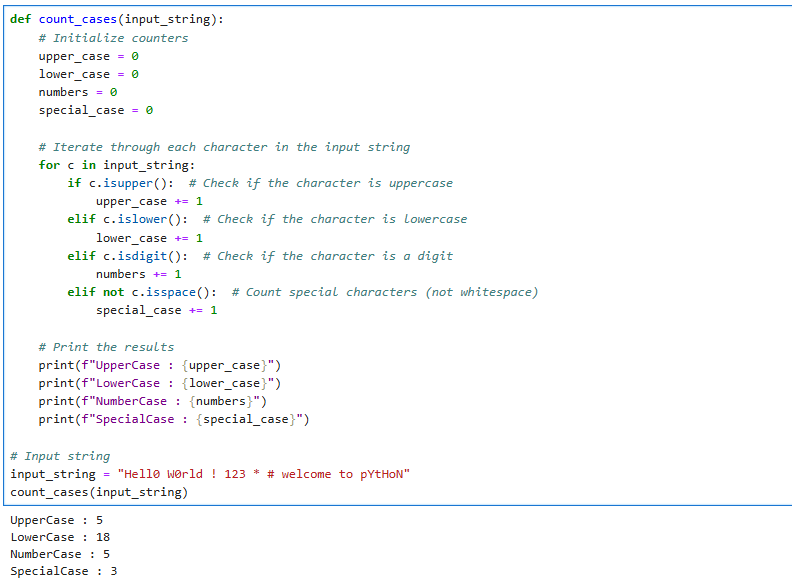 def count_cases(input_string):
    # Initialize counters
    upper_case = 0
    lower_case = 0
    numbers = 0
    special_case = 0

    # Iterate through each character in the input string
    for c in input_string:
        if c.isupper():  # Check if the character is uppercase
            upper_case += 1
        elif c.islower():  # Check if the character is lowercase
            lower_case += 1
        elif c.isdigit():  # Check if the character is a digit
            numbers += 1
        elif not c.isspace():  # Count special characters (not whitespace)
            special_case += 1

    # Print the results
    print(f"UpperCase : {upper_case}")
    print(f"LowerCase : {lower_case}")
    print(f"NumberCase : {numbers}")
    print(f"SpecialCase : {special_case}")

# Input string
input_string = "Hell0 W0rld ! 123 * # welcome to pYtHoN"
count_cases(input_string)
UpperCase : 5
LowerCase : 18
NumberCase : 5
SpecialCase : 3